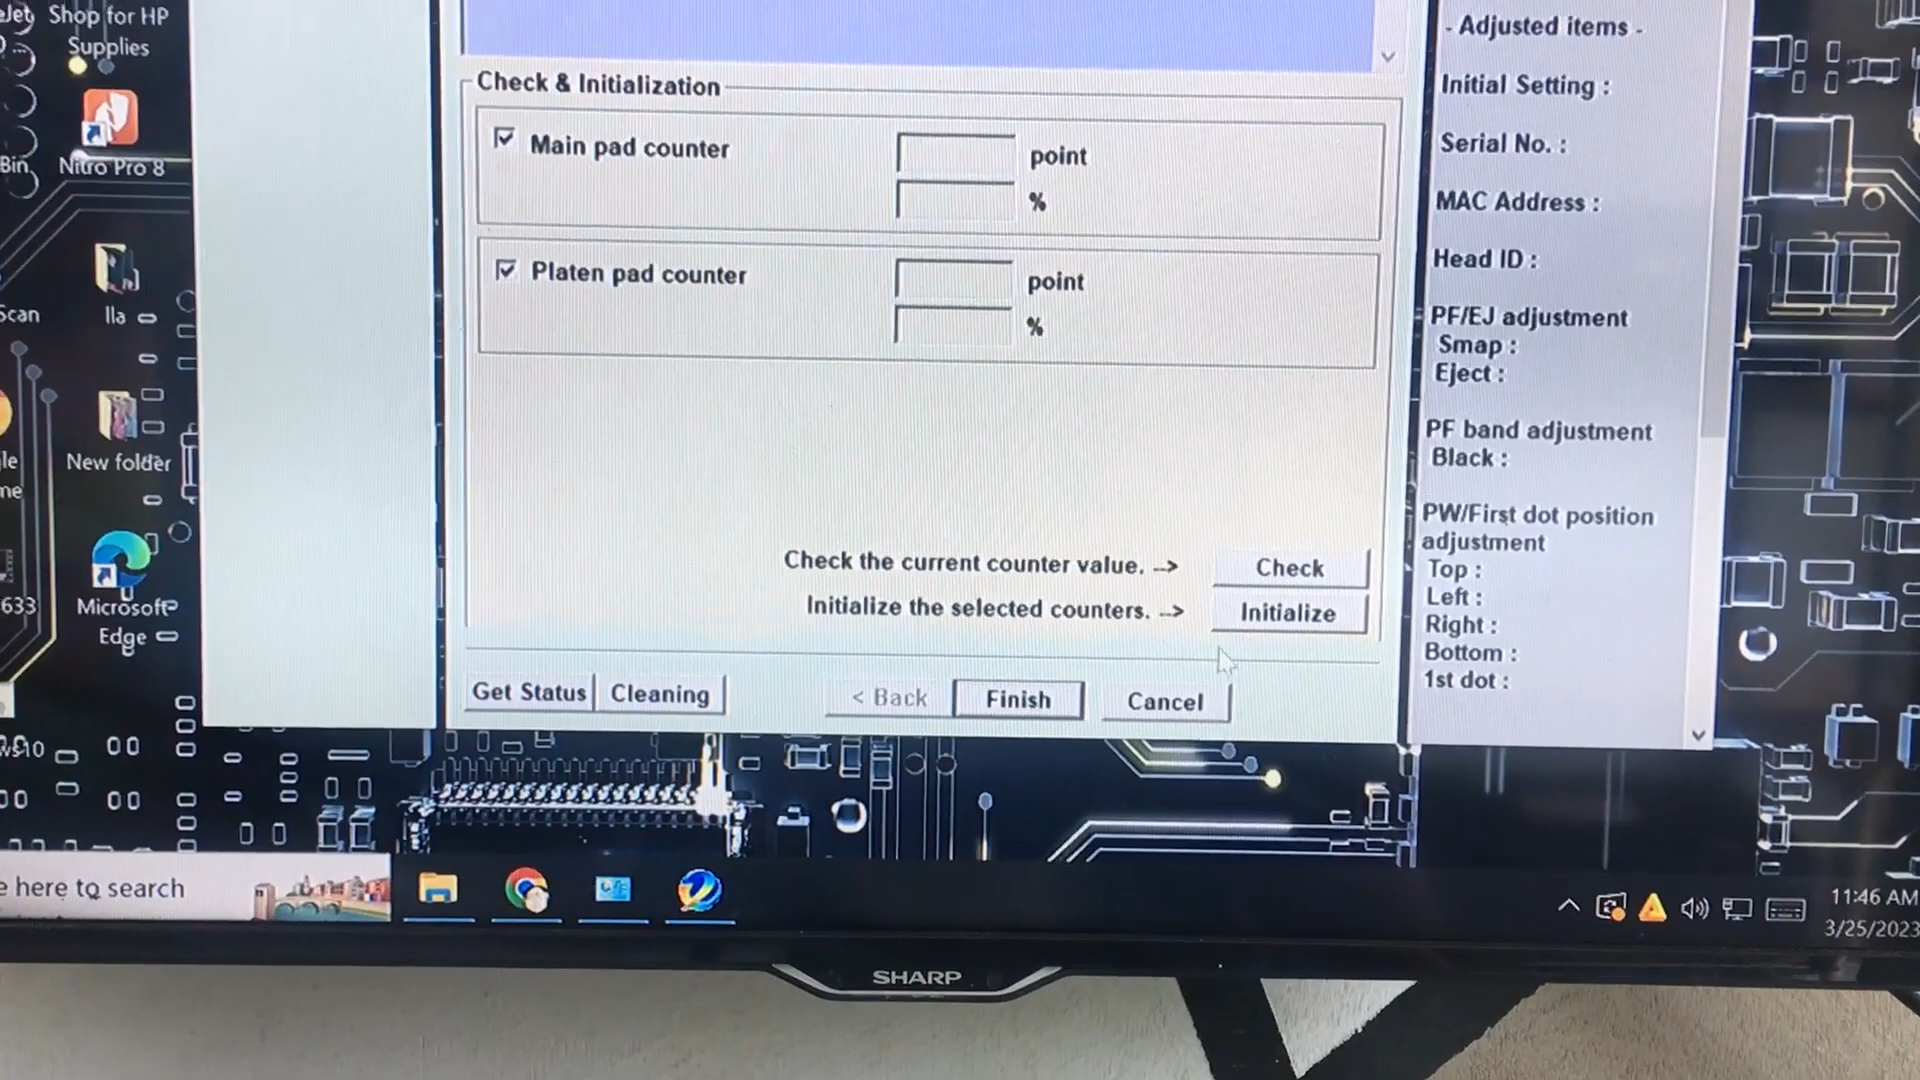 Jet
Shop for HP
Supplies
Bin
Nitro Pro 8
Scan
lla
New folder
Microsoft
Edge
633
Check & Initialization
Main pad counter
point
%
Platen pad counter
point
%
Check the current counter value. -->
Check
Initialize the selected counters. -->
Initialize
Get Status
Cleaning
< Back
Finish
Cancel
- Adjusted items -
Initial Setting :
Serial No. :
MAC Address :
Head ID :
PF/EJ adjustment
Smap :
Eject :
PF band adjustment
Black :
PW/First dot position
adjustment
Top :
Left :
Right :
Bottom :
1st dot :
e here to search
11:46 AM
3/25/2023
SHARP